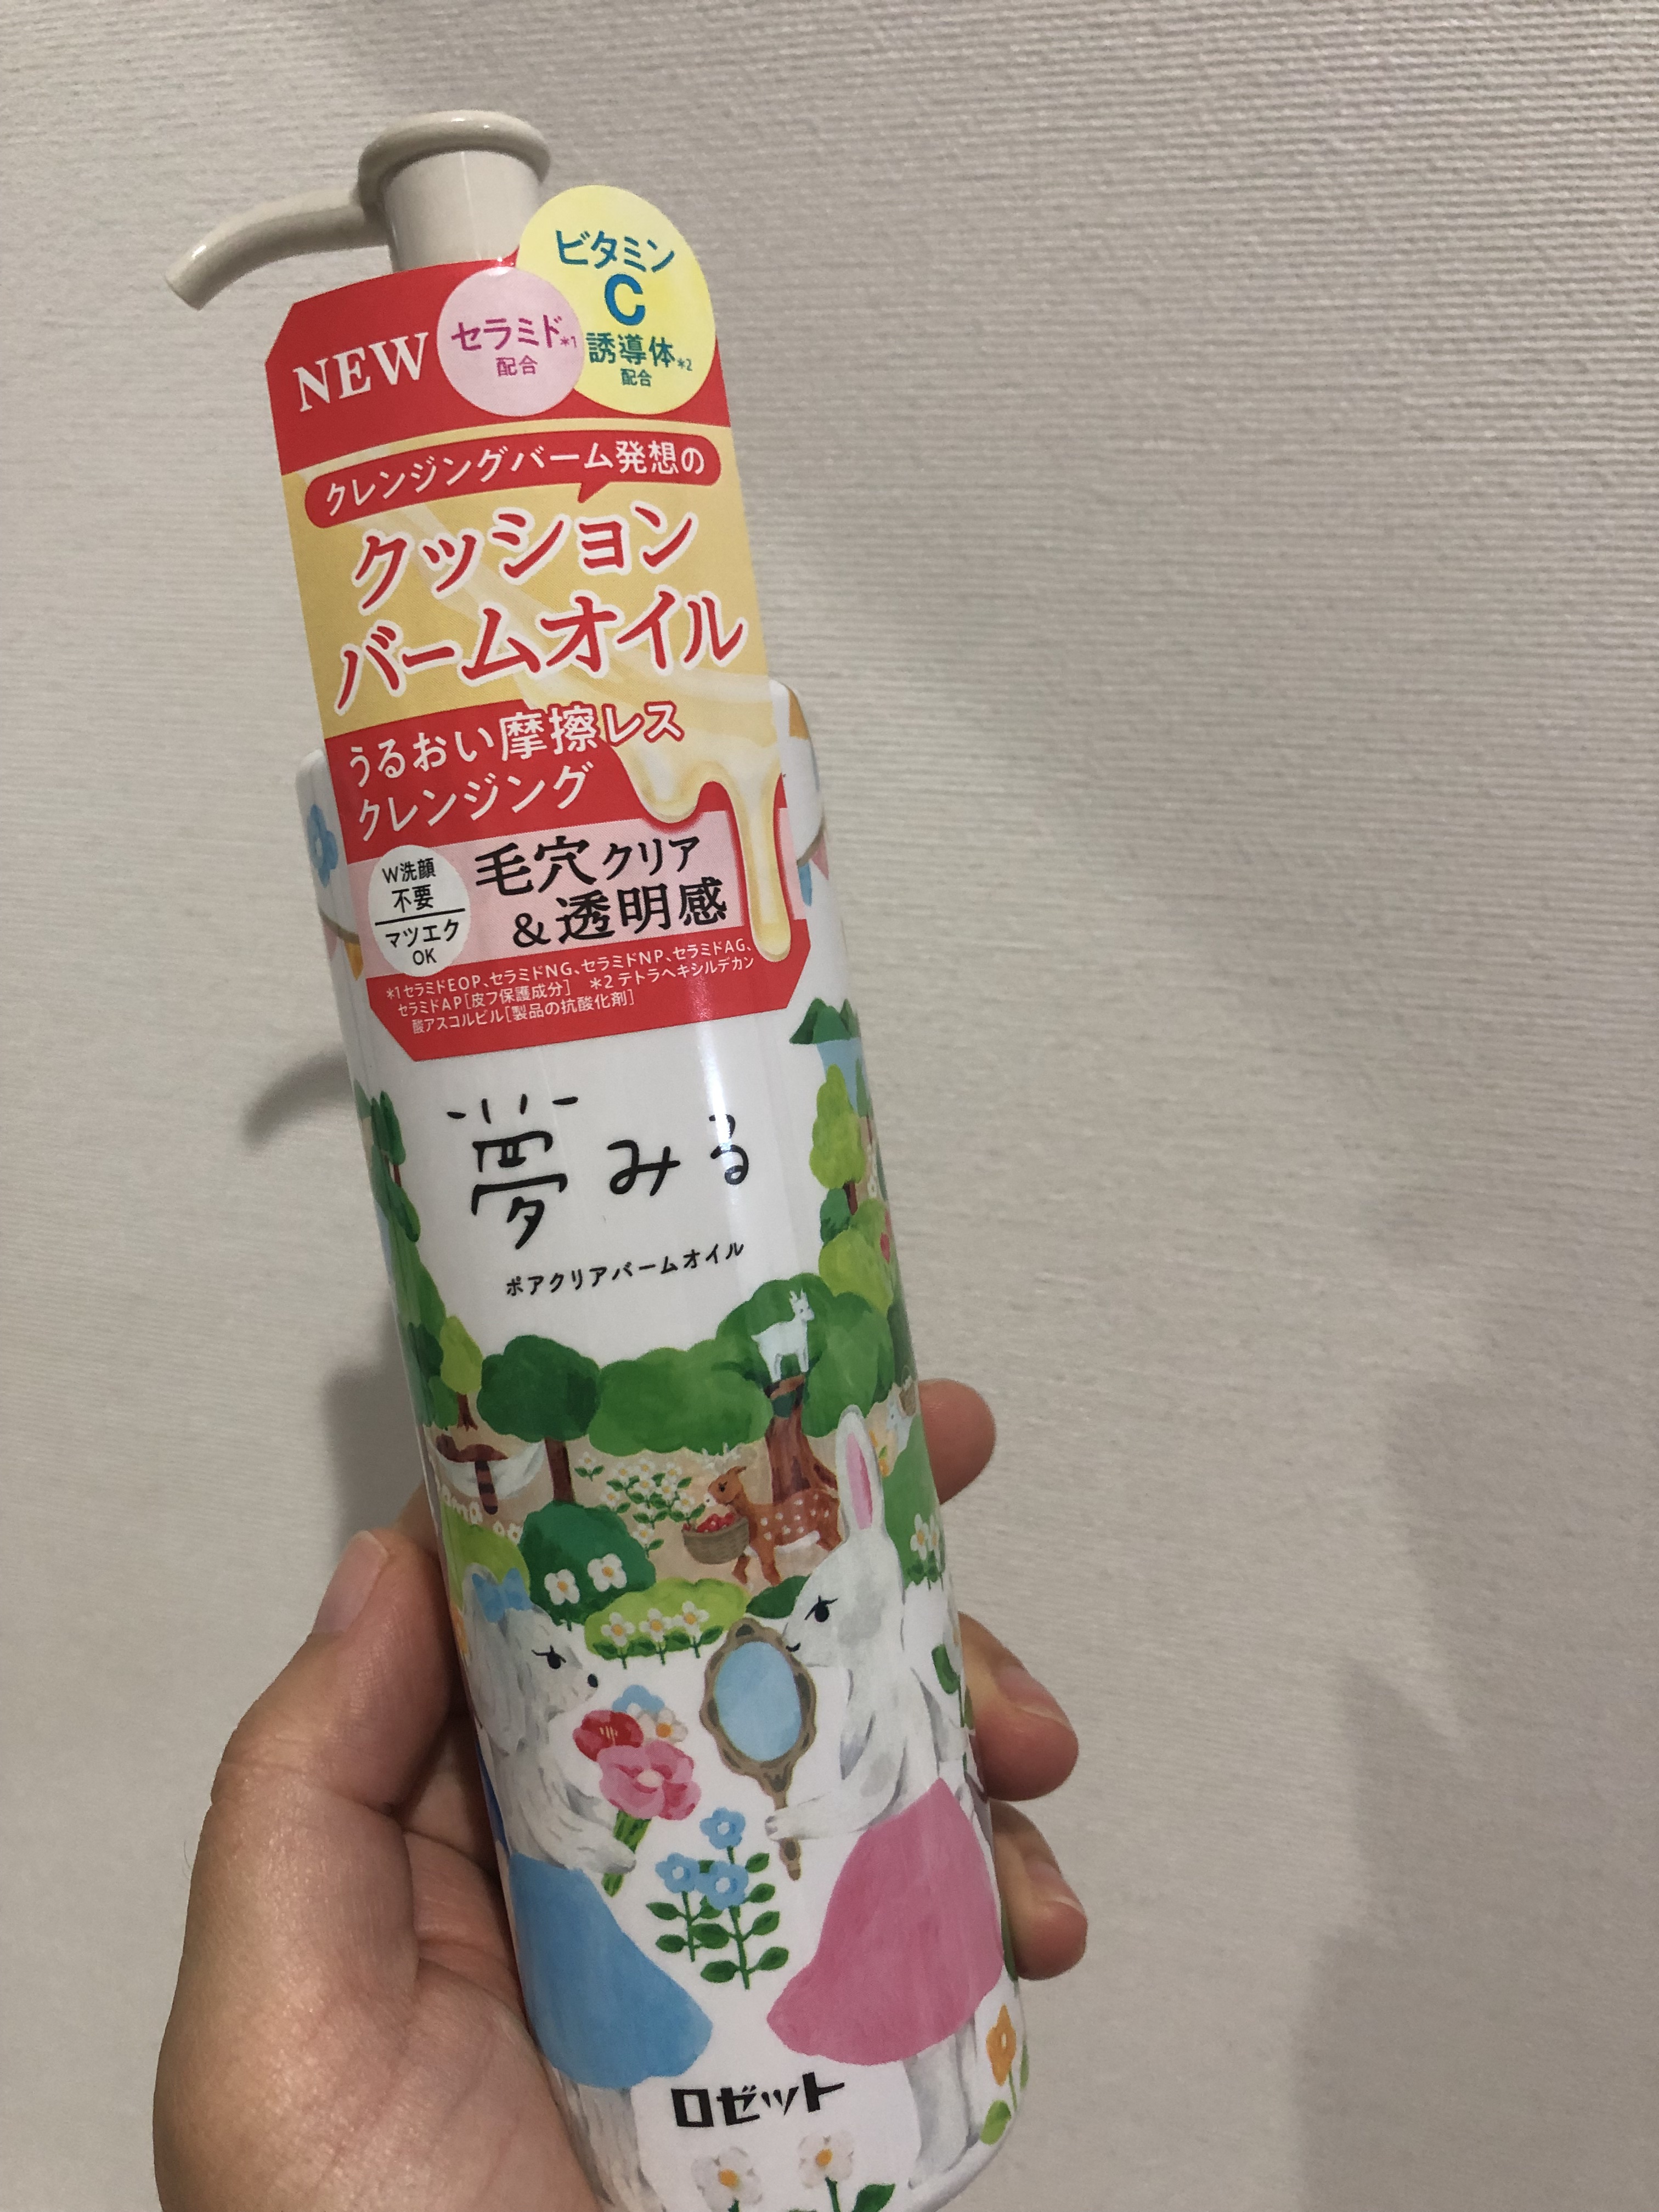 NEW
セラミド*1
配合
ビタミン
C
誘導体*2
配合
クレンジングバーム発想の
クッション
バームオイル
うるおい摩擦レス
クレンジング
W洗顔
不要
マツエク
OK
毛穴クリア
&透明感
*1 セラミドEOP、セラミドNG、セラミドNP、セラミドAG、
セラミドAP[皮フ保護成分] *2 テトラヘキシルデカン
酸アスコルビル[製品の抗酸化剤]
夢みる
ポアクリアバームオイル
ロゼット